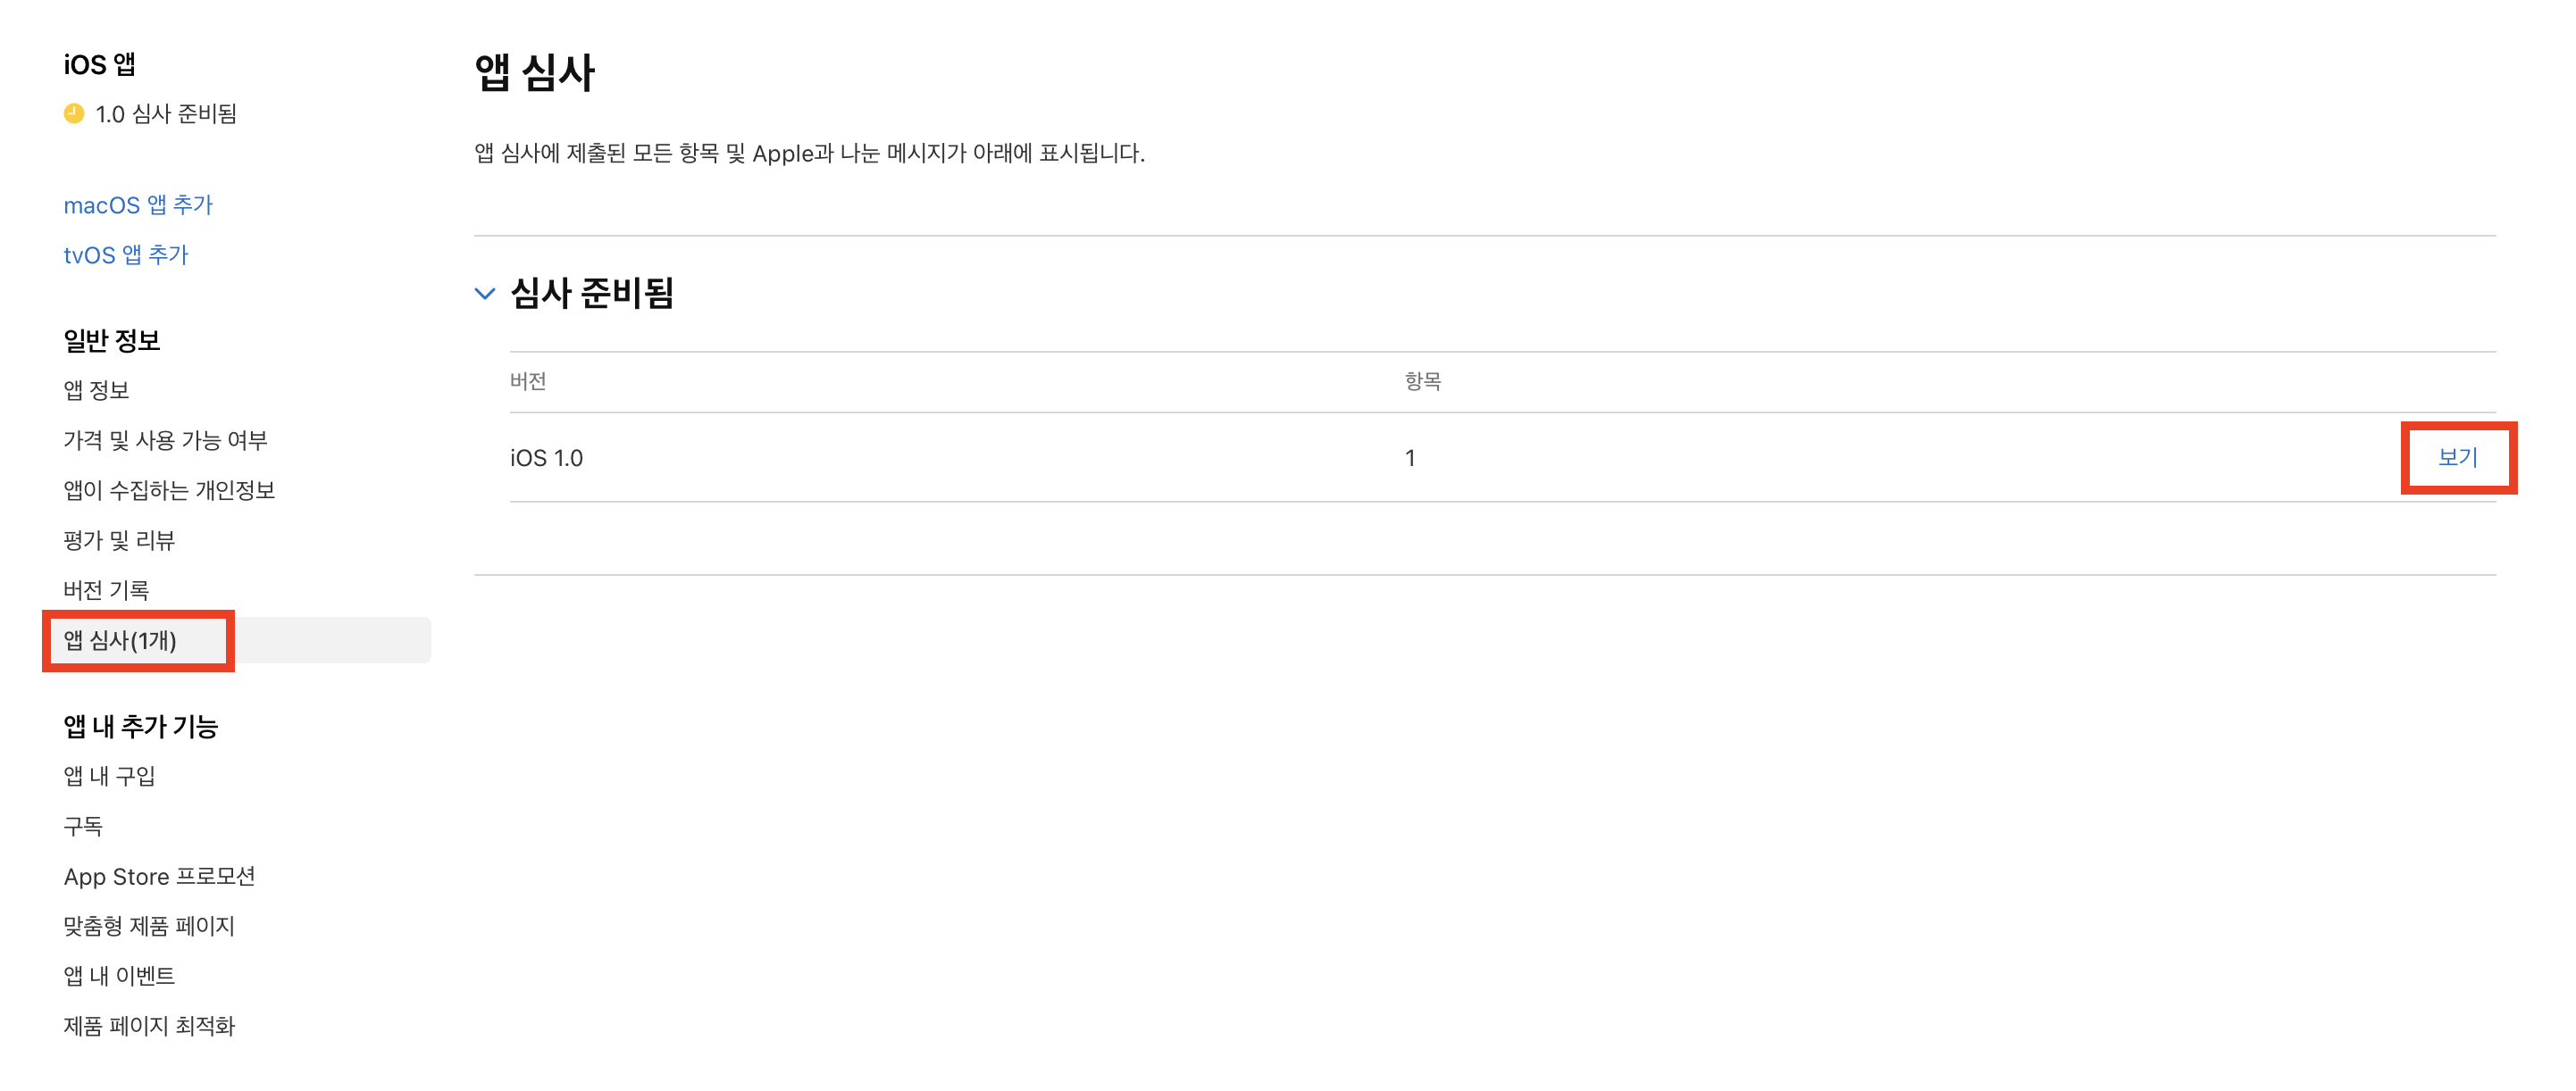 iOS 앱
1.0 심사 준비됨
macOS 앱 추가
tvOS 앱 추가
일반 정보
앱 정보
가격 및 사용 가능 여부
앱이 수집하는 개인정보
평가 및 리뷰
버전 기록
앱 심사(1개)
앱 내 추가 기능
앱 내 구입
구독
App Store 프로모션
맞춤형 제품 페이지
앱 내 이벤트
제품 페이지 최적화
앱 심사
앱 심사에 제출된 모든 항목 및 Apple과 나눈 메시지가 아래에 표시됩니다.
심사 준비됨
버전 항목
iOS 1.0 1 보기